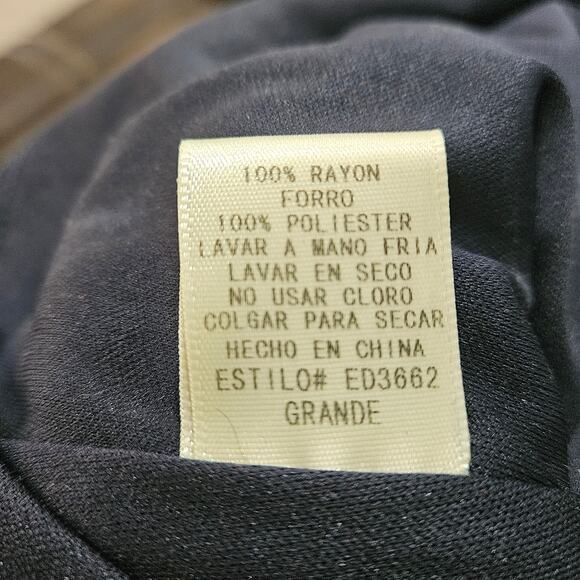 100% RAYON
FORRO
100% POLIESTER
LAVAR A MANO FRIA
LAVAR EN SECO
NO USAR CLORO
COLGAR PARA SECAR
HECHO EN CHINA
ESTILO# ED3662
GRANDE